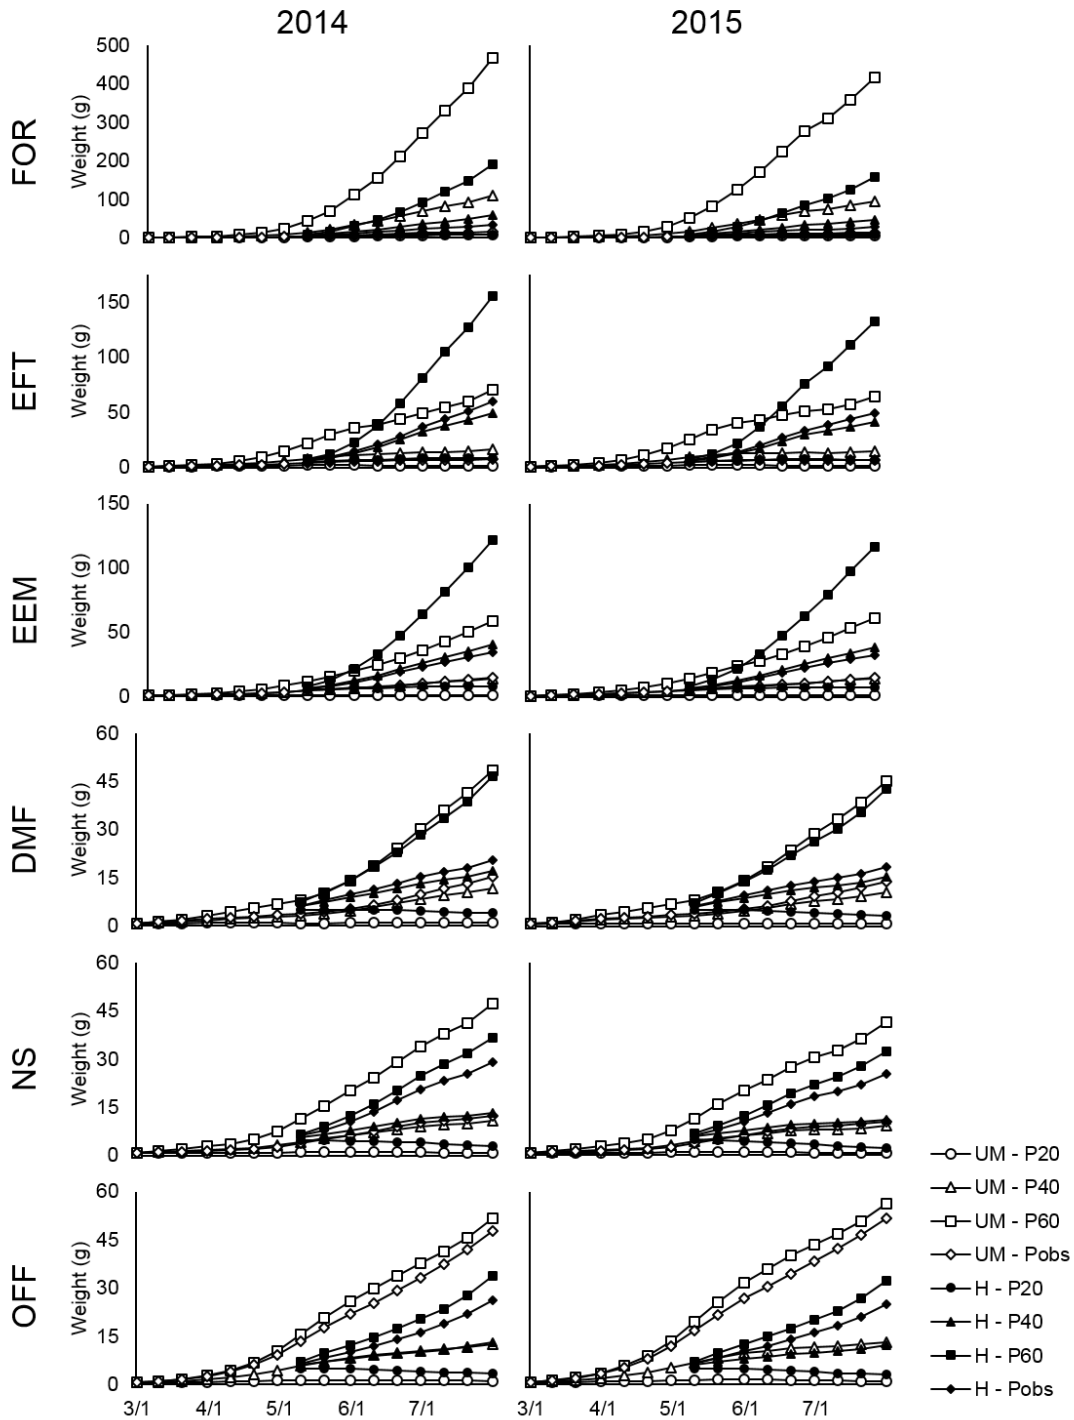 2014 2015
FOR
Weight (g)
500
400
300
200
100
0
EFT
Weight (g)
150
100
50
0
EEM
Weight (g)
150
100
50
0
DMF
Weight (g)
60
45
30
15
0
NS
Weight (g)
60
45
30
15
0
OFF
Weight (g)
60
45
30
15
0
3/1 4/1 5/1 6/1 7/1 3/1 4/1 5/1 6/1 7/1
UM - P20
UM - P40
UM - P60
UM - Pobs
H - P20
H - P40
H - P60
H - Pobs